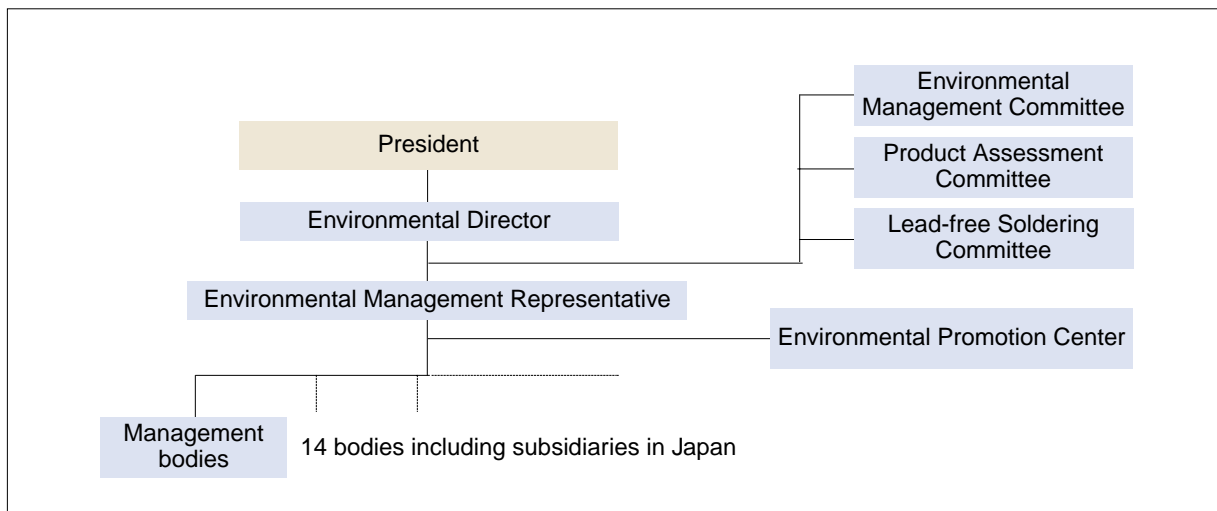 Environmental
Management Committee
President
Product Assessment
Committee
Environmental Director
Lead-free Soldering
Committee
Environmental Management Representative
Environmental Promotion Center
Management
bodies
14 bodies including subsidiaries in Japan